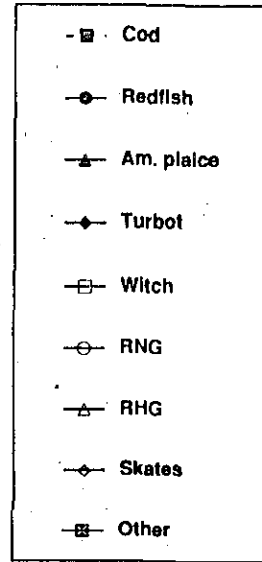 Cod
Redfish
Am. plaice
Turbot
Witch
RNG
RHG
Skates
Other